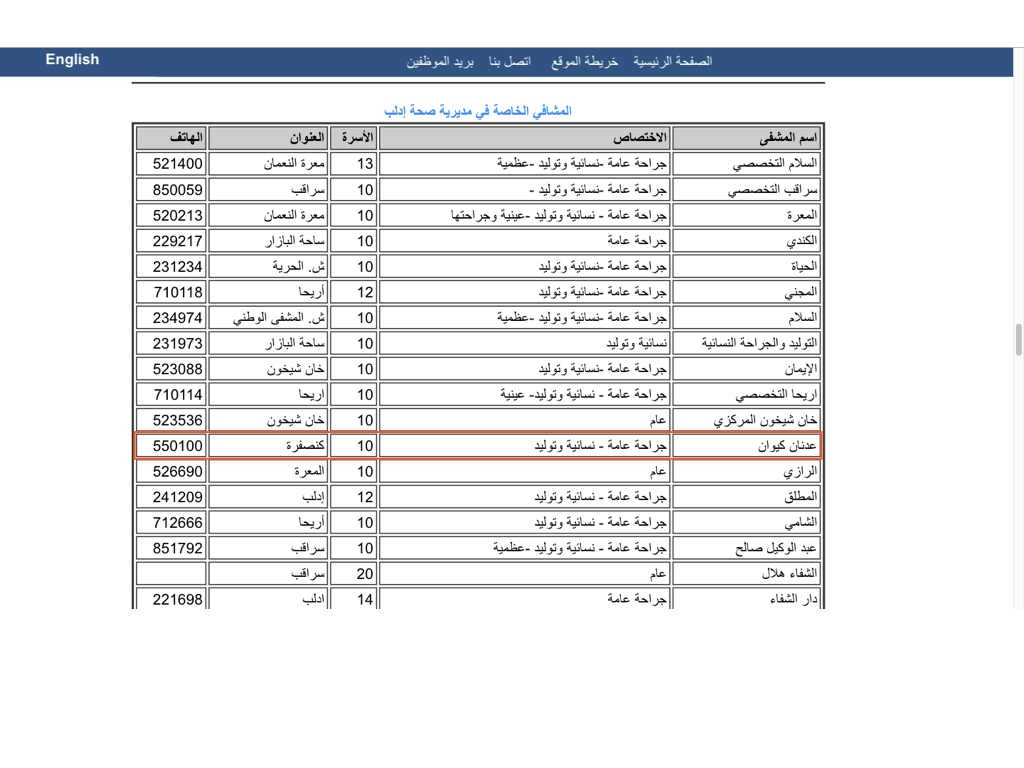 الصفحة الرئيسية خريطة الموقع اتصل بنا بريد الموظفين English
المشافي الخاصة في مديرية صحة إدلب
اسم المشفى الاختصاص الأسرة العنوان الهاتف
السلام التخصصي جراحة عامة -نسائية وتوليد -عظمية 13 معرة النعمان 521400
سراقب التخصصي جراحة عامة -نسائية وتوليد - 10 سراقب 850059
المعرة جراحة عامة - نسائية وتوليد -عينية وجراحتها 10 معرة النعمان 520213
الكندي جراحة عامة 10 ساحة البازار 229217
الحياة جراحة عامة -نسائية وتوليد 10 ش. الحرية 231234
المجني جراحة عامة -نسائية وتوليد 12 أريحا 710118
السلام جراحة عامة -نسائية وتوليد -عظمية 10 ش. المشفى الوطني 234974
التوليد والجراحة النسائية نسائية وتوليد 10 ساحة البازار 231973
الإيمان جراحة عامة -نسائية وتوليد 10 خان شيخون 523088
اريحا التخصصي جراحة عامة - نسائية وتوليد- عينية 10 اريحا 710114
خان شيخون المركزي عام 10 خان شيخون 523536
عدنان كيوان جراحة عامة - نسائية وتوليد 10 كنصفرة 550100
الرازي عام 10 المعرة 526690
المطلق جراحة عامة - نسائية وتوليد 12 إدلب 241209
الشامي جراحة عامة - نسائية وتوليد 10 أريحا 712666
عبد الوكيل صالح جراحة عامة - نسائية وتوليد -عظمية 10 سراقب 851792
الشفاء هلال عام 20 سراقب
دار الشفاء جراحة عامة 14 ادلب 221698